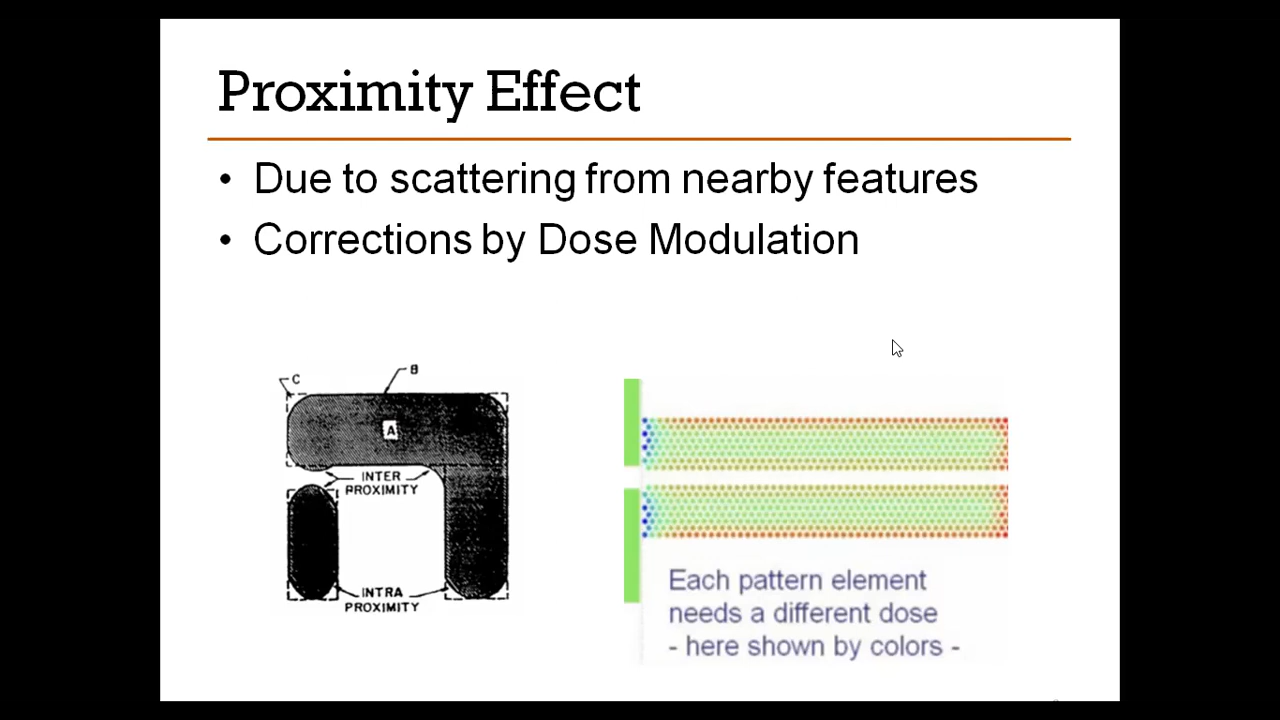 Proximity Effect
• Due to scattering from nearby features
• Corrections by Dose Modulation
C
B
A
INTER
PROXIMITY
INTRA
PROXIMITY
Each pattern element
needs a different dose
- here shown by colors -